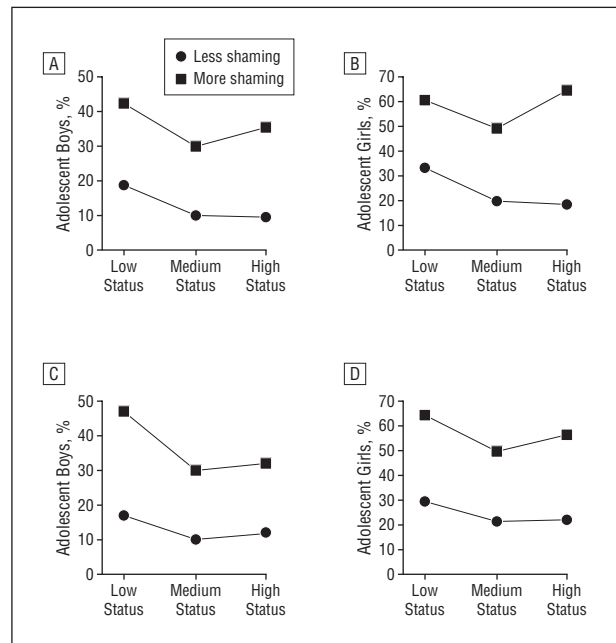 Less shaming
More shaming
A
50
40
30
20
10
0
Adolescent Boys, %
Low
Status
Medium
Status
High
Status
B
70
60
50
40
30
20
10
0
Adolescent Girls, %
Low
Status
Medium
Status
High
Status
C
50
40
30
20
10
0
Adolescent Boys, %
Low
Status
Medium
Status
High
Status
D
70
60
50
40
30
20
10
0
Adolescent Girls, %
Low
Status
Medium
Status
High
Status